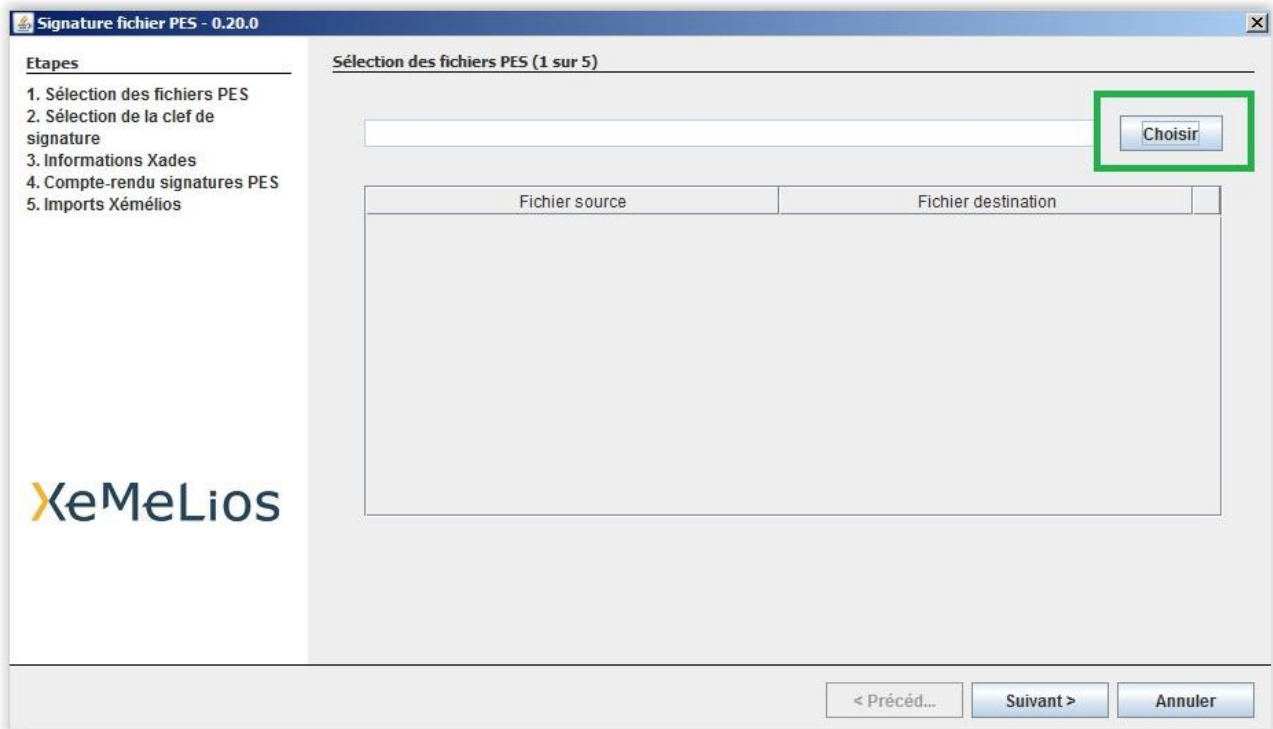 Signature fichier PES - 0.20.0
Etapes
1. Sélection des fichiers PES
2. Sélection de la clef de
signature
3. Informations Xades
4. Compte-rendu signatures PES
5. Imports Xémélios
XeMeLios
Sélection des fichiers PES (1 sur 5)
Choisir
Fichier source Fichier destination
< Précéd... Suivant > Annuler